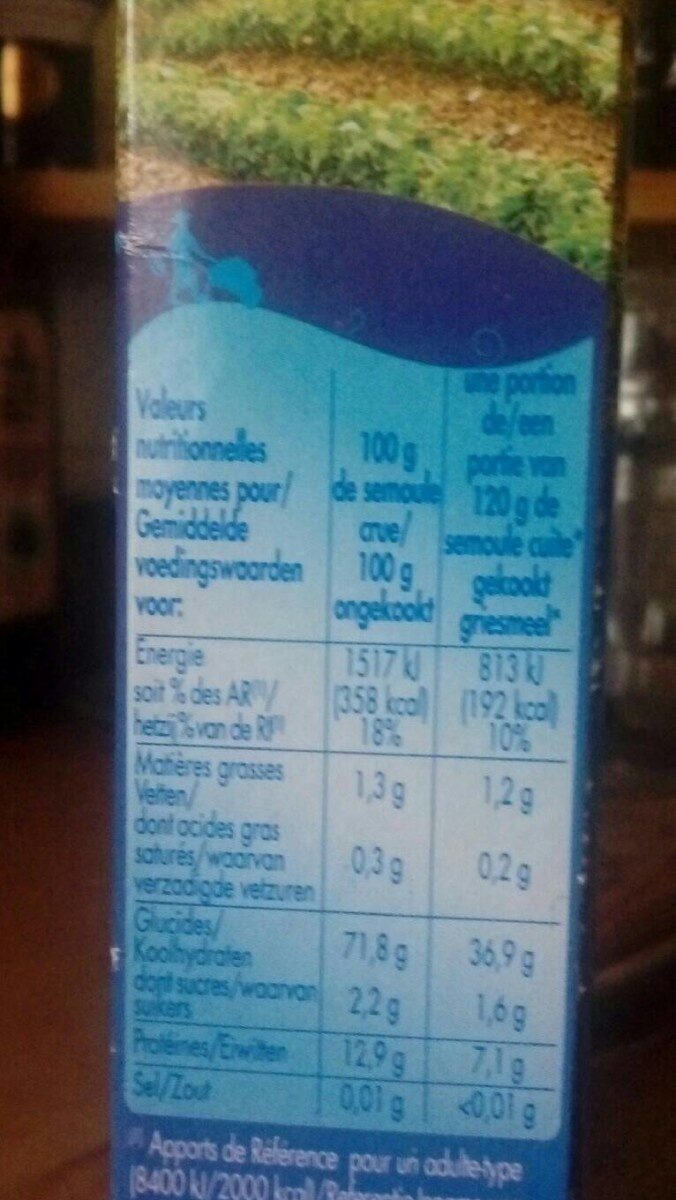 Valeurs
nutritionnelles
moyennes pour/
Gemiddelde
voedingswaarden
voor:
100 g
de semoule
crue/
100 g
ongekookt
une portion
de/een
portie van
120 g de
semoule cuite*
gekookt
griesmeel*
Energie
soit % des AR(1)/
hetzij % van de RI(1)
1517 kJ
(358 kcal)
18%
813 kJ
(192 kcal)
10%
Matières grasses
Vetten/
1,3 g
1,2 g
dont acides gras
saturés/waarvan
verzadigde vetzuren
0,3 g
0,2 g
Glucides/
Koolhydraten
71,8 g
36,9 g
dont sucres/waarvan
suikers
2,2 g
1,6 g
Protéines/Eiwitten
12,9 g
7,1 g
Sel/Zout
0,01 g
<0,01 g
(1) Apports de Référence pour un adulte-type
(8400 kJ/2000 kcal)/